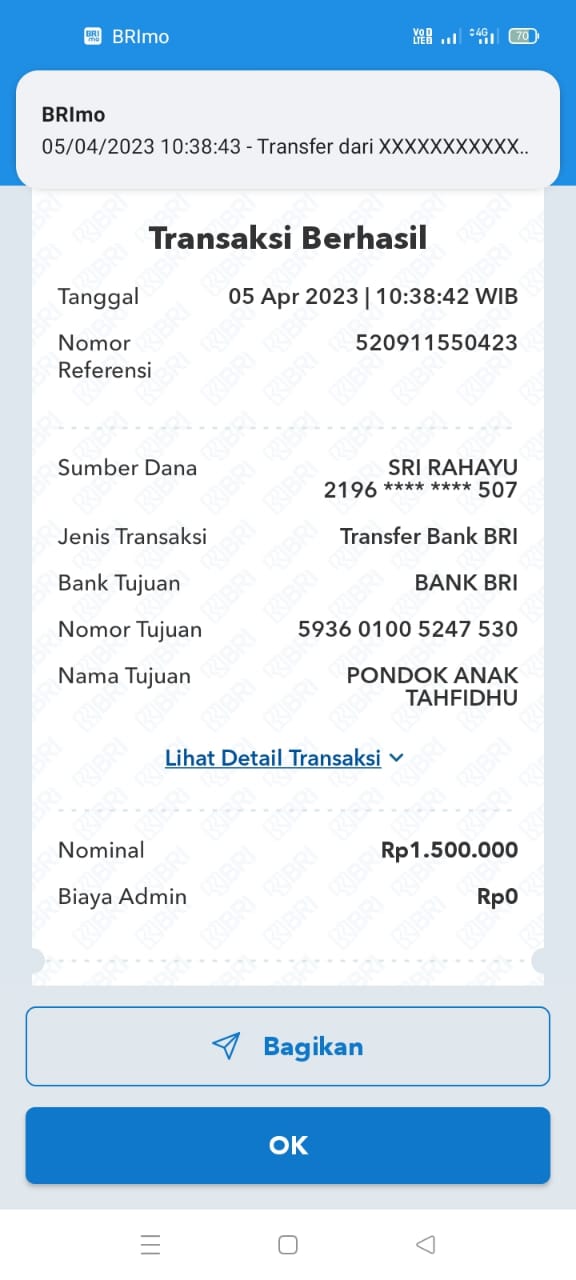 BRImo
VoD LTED 4G 70
BRImo
05/04/2023 10:38:43 - Transfer dari XXXXXXXXXXX..
Transaksi Berhasil
Tanggal 05 Apr 2023 | 10:38:42 WIB
Nomor Referensi 520911550423
Sumber Dana SRI RAHAYU
2196 **** **** 507
Jenis Transaksi Transfer Bank BRI
Bank Tujuan BANK BRI
Nomor Tujuan 5936 0100 5247 530
Nama Tujuan PONDOK ANAK
TAHFIDHU
Lihat Detail Transaksi
Nominal Rp1.500.000
Biaya Admin Rp0
Bagikan
OK